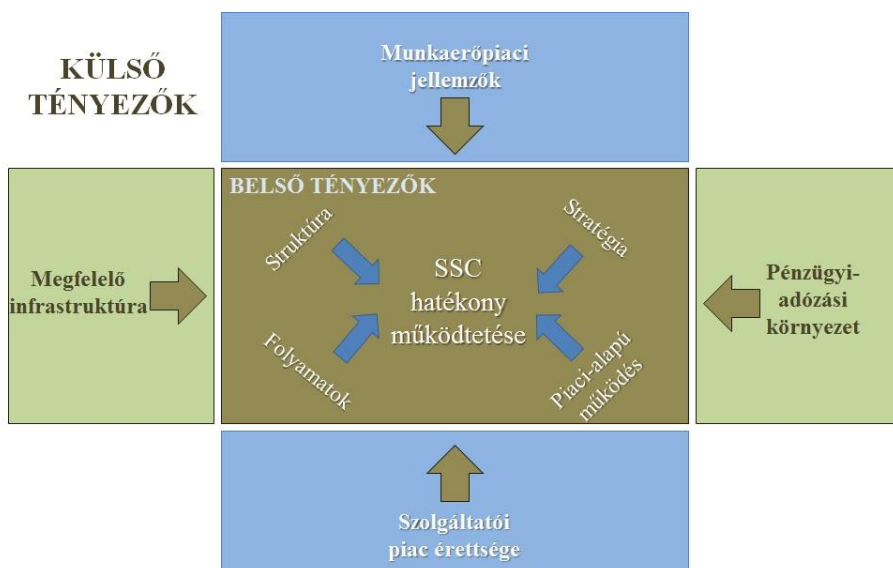 KÜLSŐ
TÉNYEZŐK
Munkaerőpiaci
jellemzők
BELSŐ TÉNYEZŐK
Struktúra
Stratégia
Megfelelő
infrastruktúra
SSC
hatékony
működtetése
Pénzügyi-
adózási
környezet
Folyamatok
Piaci-alapú
működés
Szolgáltatói
piac érettsége